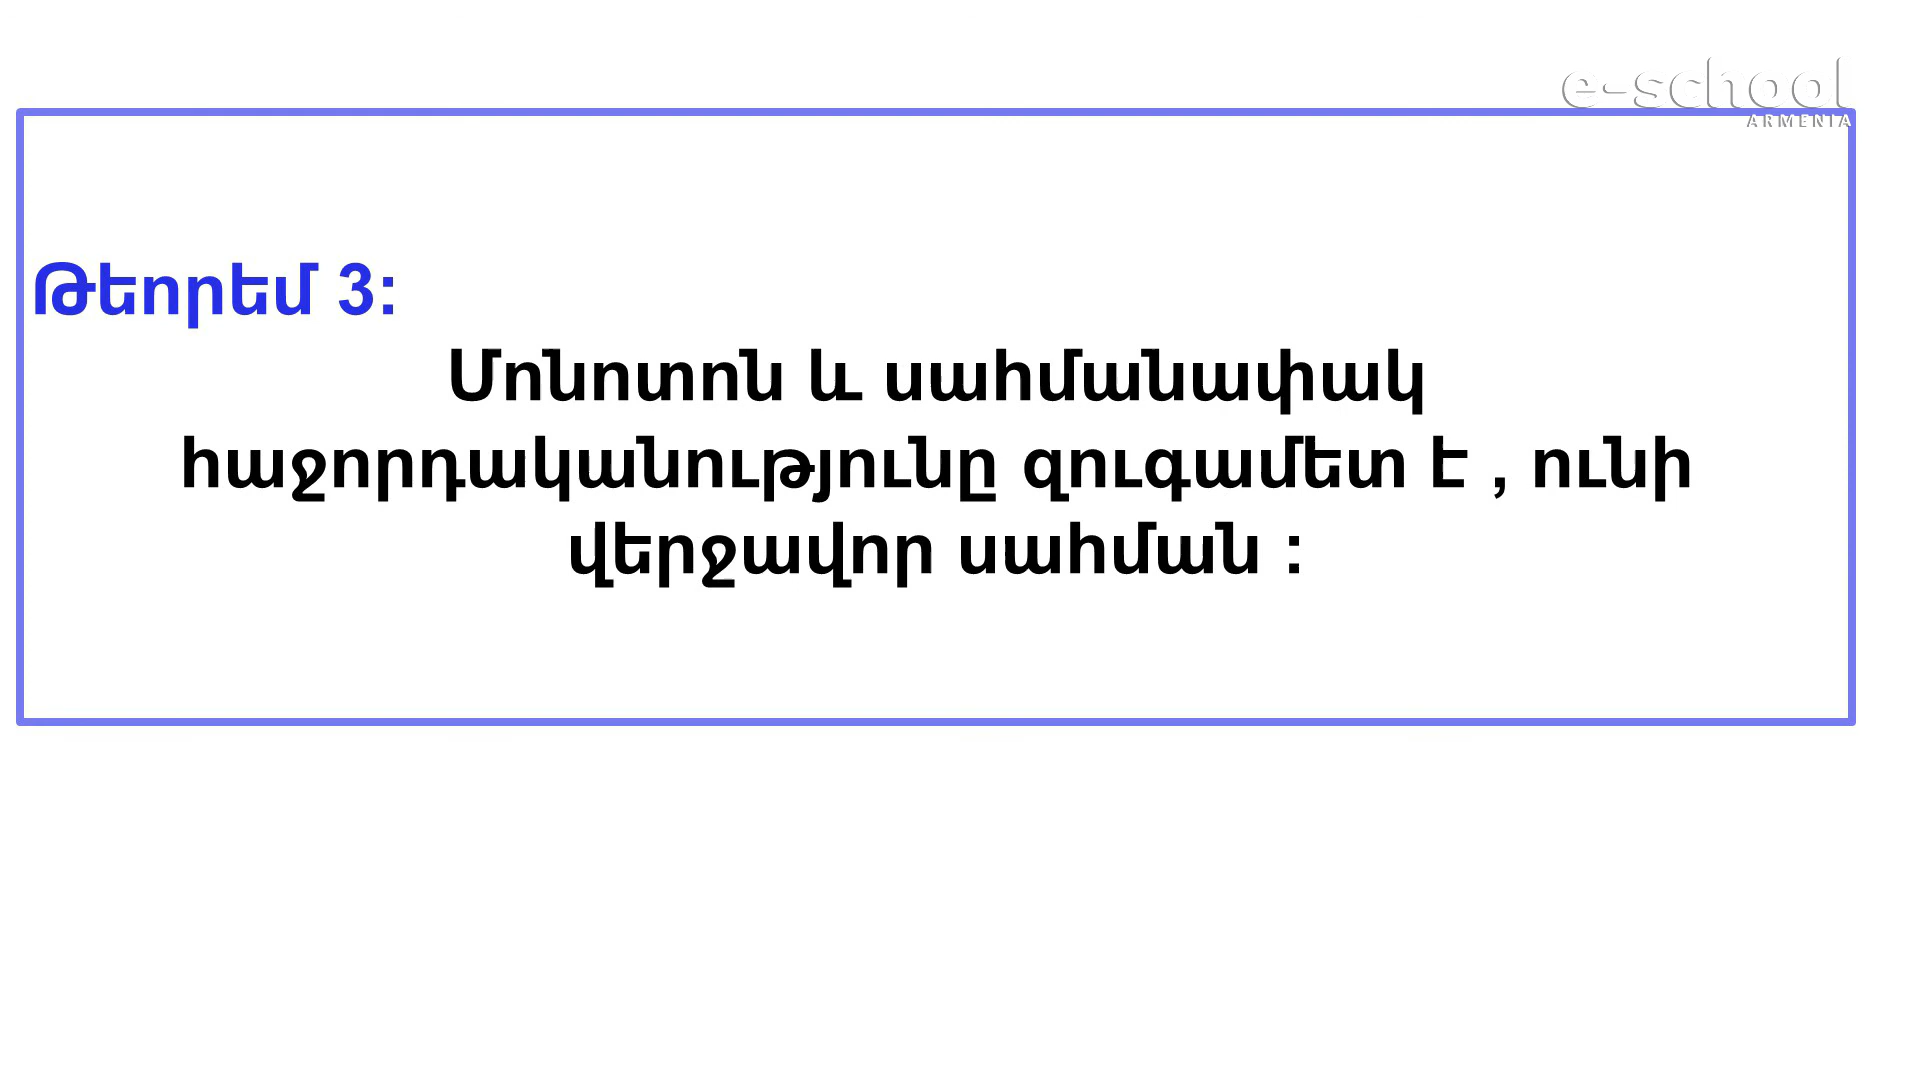 e-school
ARMENIA
Թեորեմ 3:
Մոնոտոն և սահմանափակ
հաջորդականությունը զուգամետ է , ունի
վերջավոր սահման :